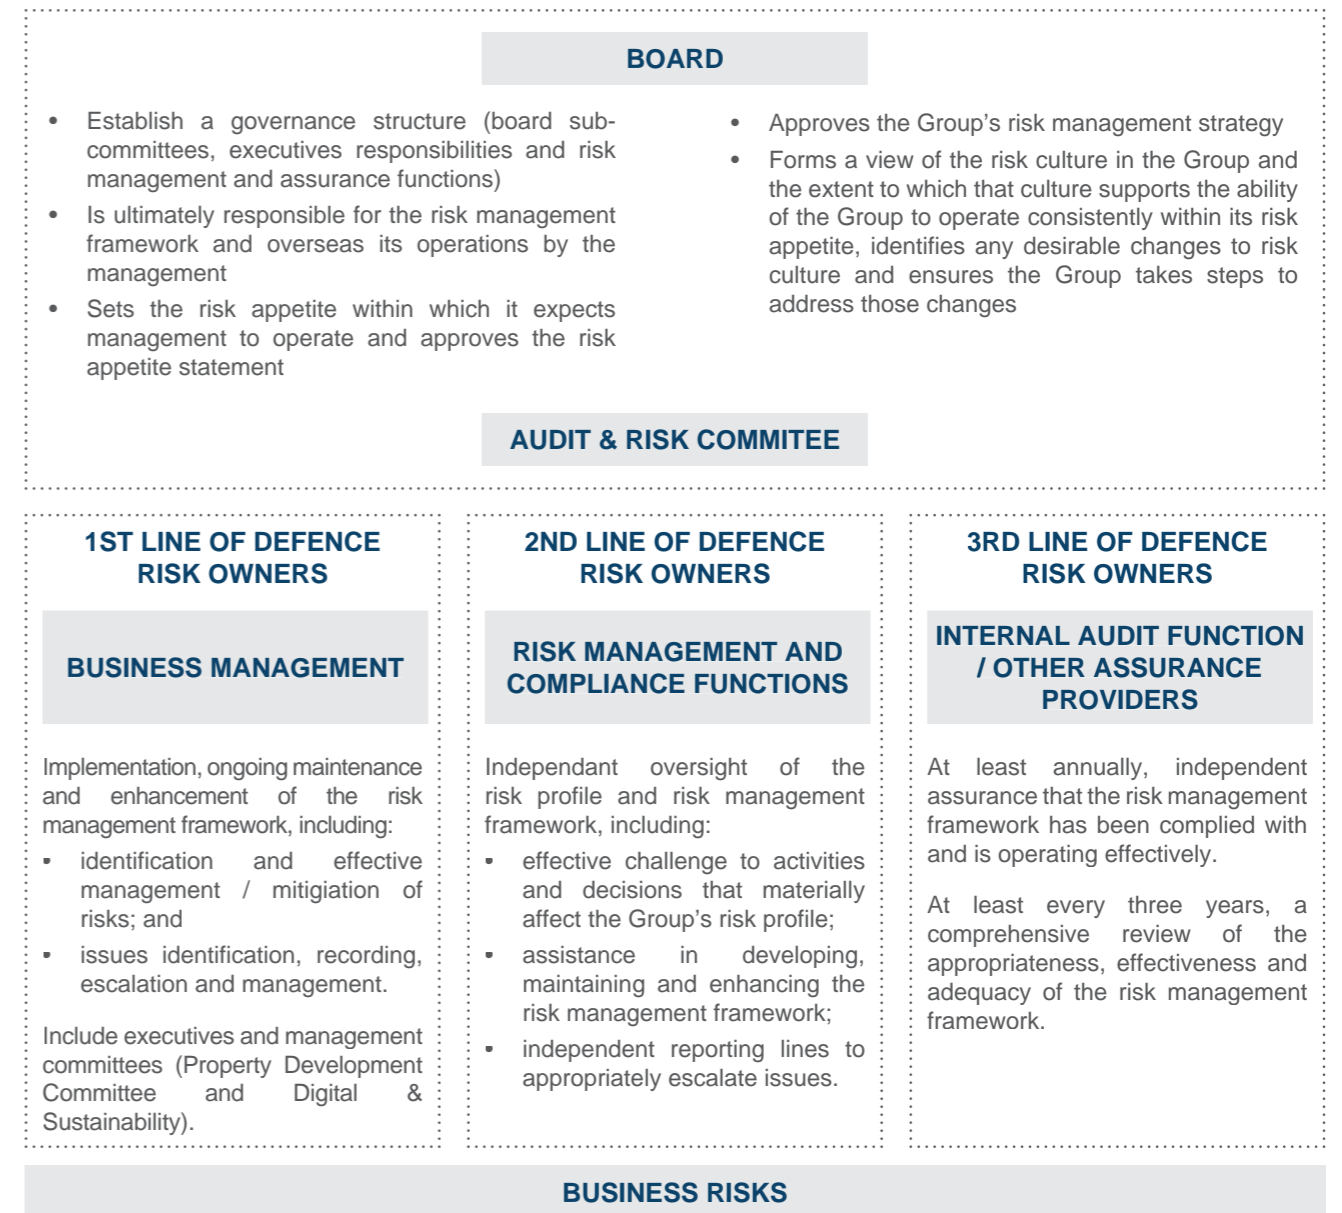 BOARD
• Establish a governance structure (board sub-
committees, executives responsibilities and risk
management and assurance functions)
• Is ultimately responsible for the risk management
framework and overseas its operations by the
management
• Sets the risk appetite within which it expects
management to operate and approves the risk
appetite statement
• Approves the Group's risk management strategy
• Forms a view of the risk culture in the Group and
the extent to which that culture supports the ability
of the Group to operate consistently within its risk
appetite, identifies any desirable changes to risk
culture and ensures the Group takes steps to
address those changes
AUDIT & RISK COMMITEE
1ST LINE OF DEFENCE
RISK OWNERS
BUSINESS MANAGEMENT
Implementation, ongoing maintenance
and enhancement of the risk
management framework, including:
▪ identification and effective
management / mitigiation of
risks; and
▪ issues identification, recording,
escalation and management.
Include executives and management
committees (Property Development
Committee and Digital &
Sustainability).
2ND LINE OF DEFENCE
RISK OWNERS
RISK MANAGEMENT AND
COMPLIANCE FUNCTIONS
Independant oversight of the
risk profile and risk management
framework, including:
▪ effective challenge to activities
and decisions that materially
affect the Group's risk profile;
▪ assistance in developing,
maintaining and enhancing the
risk management framework;
▪ independent reporting lines to
appropriately escalate issues.
3RD LINE OF DEFENCE
RISK OWNERS
INTERNAL AUDIT FUNCTION
/ OTHER ASSURANCE
PROVIDERS
At least annually, independent
assurance that the risk management
framework has been complied with
and is operating effectively.
At least every three years, a
comprehensive review of the
appropriateness, effectiveness and
adequacy of the risk management
framework.
BUSINESS RISKS